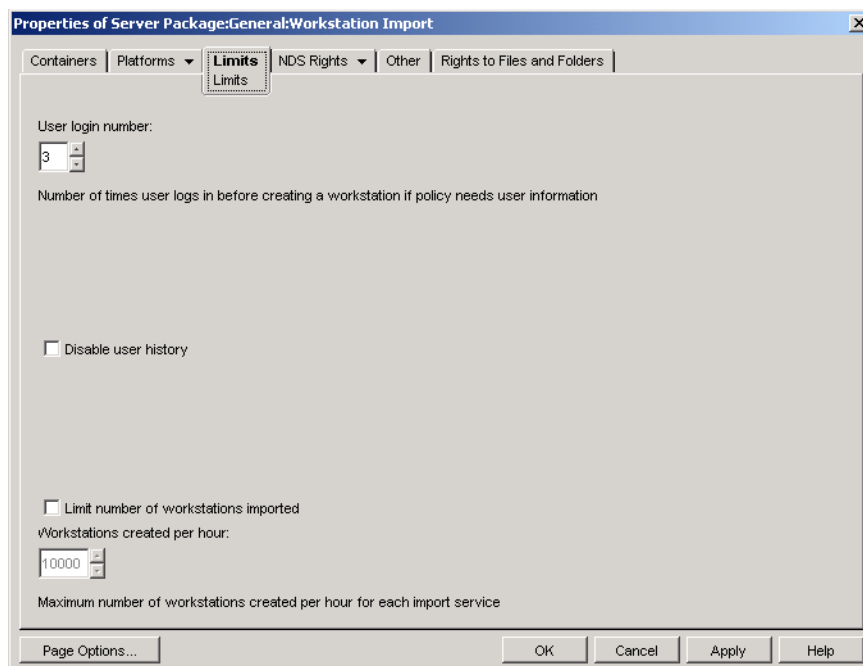 Properties of Server Package:General:Workstation Import
Containers Platforms Limits NDS Rights Other Rights to Files and Folders
Limits
User login number:
3
Number of times user logs in before creating a workstation if policy needs user information
Disable user history
Limit number of workstations imported
Workstations created per hour:
10000
Maximum number of workstations created per hour for each import service
Page Options... OK Cancel Apply Help